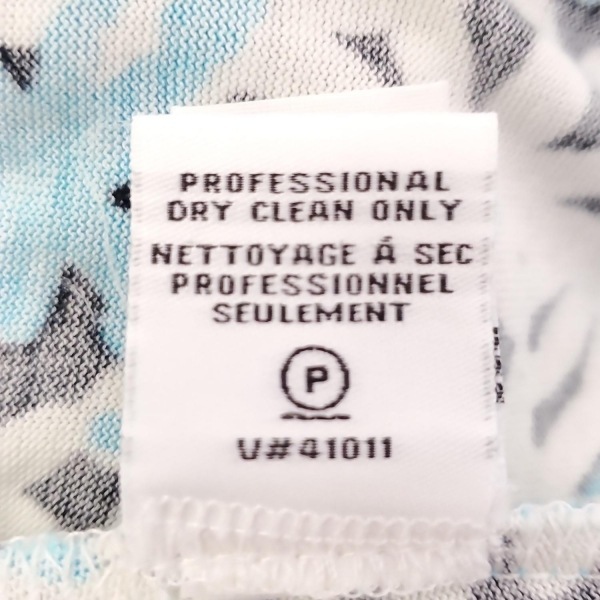 PROFESSIONAL
DRY CLEAN ONLY
NETTOYAGE Á SEC
PROFESSIONNEL
SEULEMENT
P
V#41011